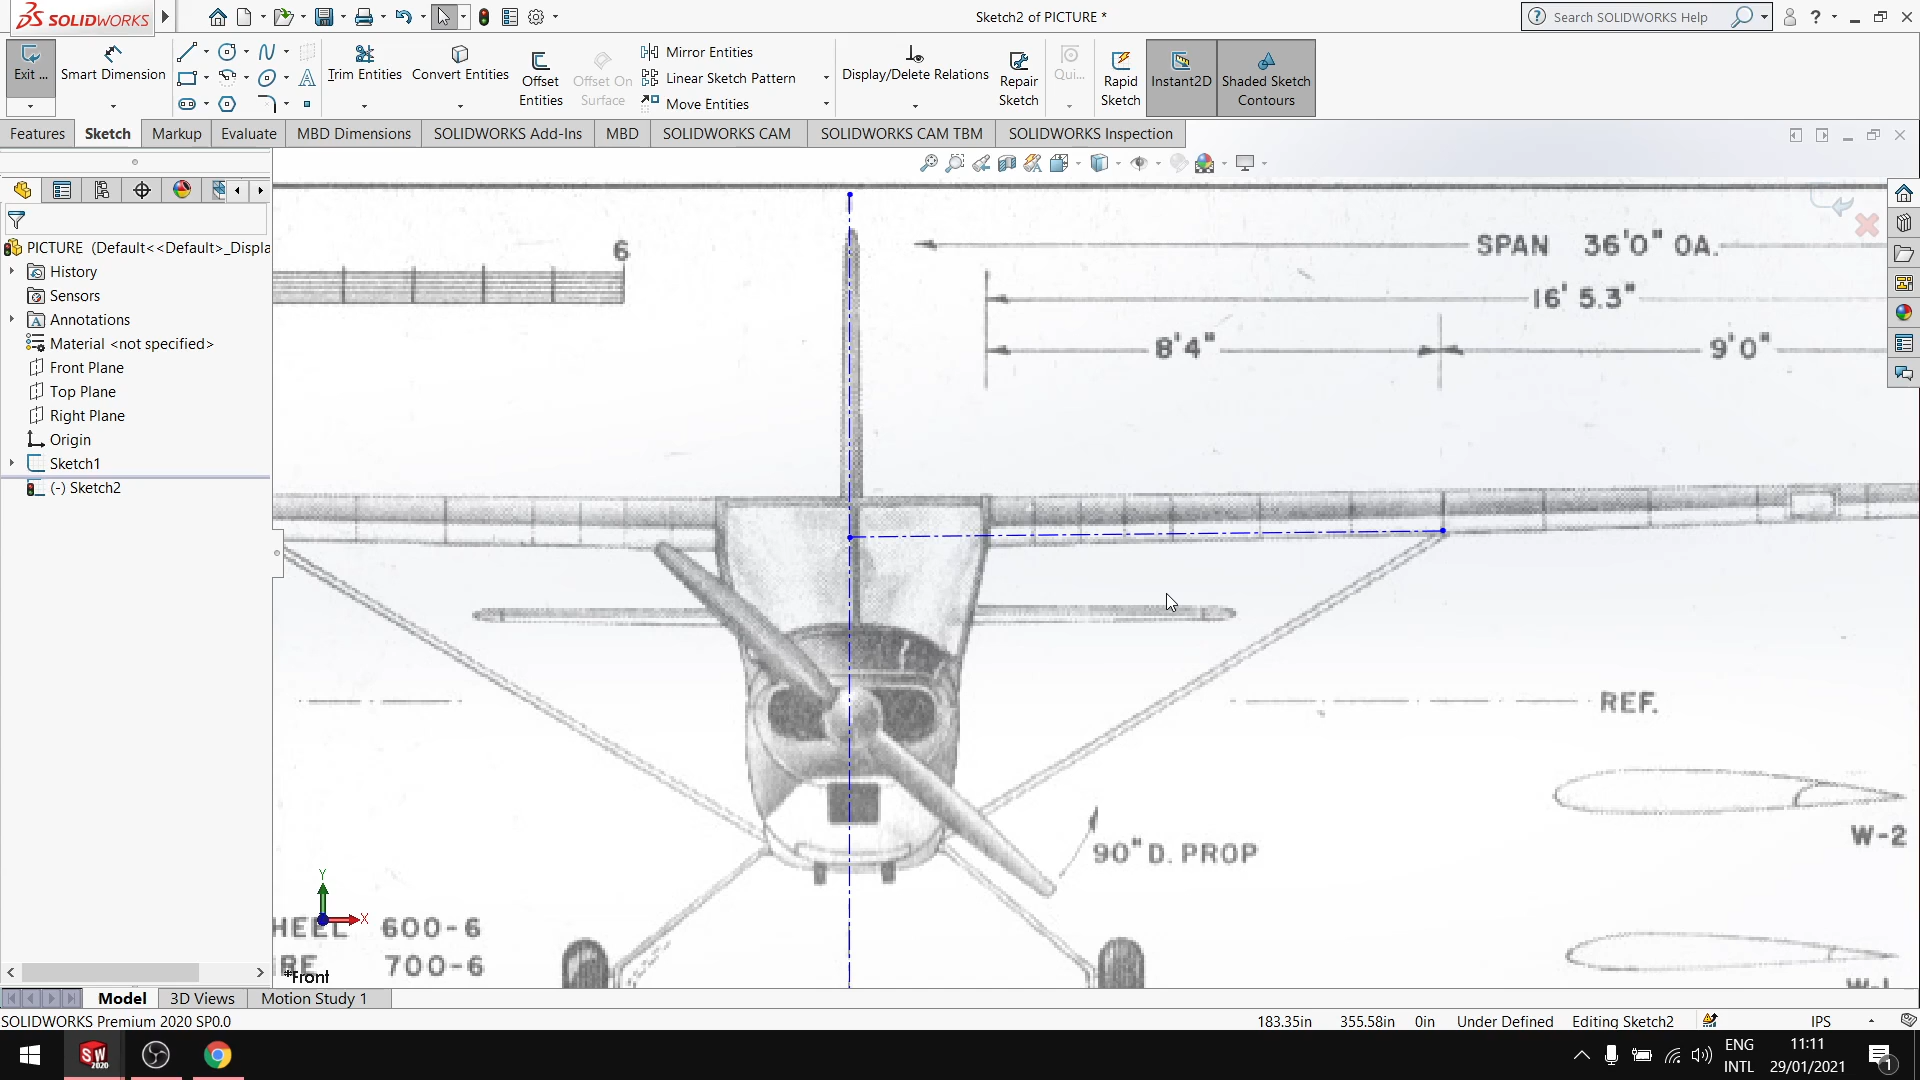 SOLIDWORKS
Sketch2 of PICTURE *
Search SOLIDWORKS Help
Exit ...
Smart Dimension
Trim Entities
Convert Entities
Offset Entities
Offset On Surface
Mirror Entities
Linear Sketch Pattern
Move Entities
Display/Delete Relations
Repair Sketch
Qui...
Rapid Sketch
Instant2D
Shaded Sketch Contours
Features
Sketch
Markup
Evaluate
MBD Dimensions
SOLIDWORKS Add-Ins
MBD
SOLIDWORKS CAM
SOLIDWORKS CAM TBM
SOLIDWORKS Inspection
PICTURE (Default<<Default>_Displa
History
Sensors
Annotations
Material <not specified>
Front Plane
Top Plane
Right Plane
Origin
Sketch1
(-) Sketch2
6
SPAN 36'0" OA.
16' 5.3"
8'4"
9'0"
REF.
W-2
90" D. PROP
HEEL 600-6
IRE 700-6
W-1
Y
X
*Front
Model
3D Views
Motion Study 1
SOLIDWORKS Premium 2020 SP0.0
183.35in
355.58in
0in
Under Defined
Editing Sketch2
IPS
SW
2020
ENG
INTL
11:11
29/01/2021
1